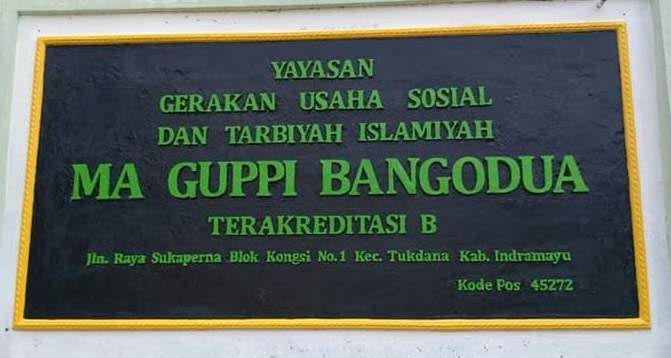 YAYASAN
GERAKAN USAHA SOSIAL
DAN TARBIYAH ISLAMIYAH
MA GUPPI BANGODUA
TERAKREDITASI B
Jln. Raya Sukaperna Blok Kongsi No.1 Kec. Tukdana Kab. Indramayu
Kode Pos 45272